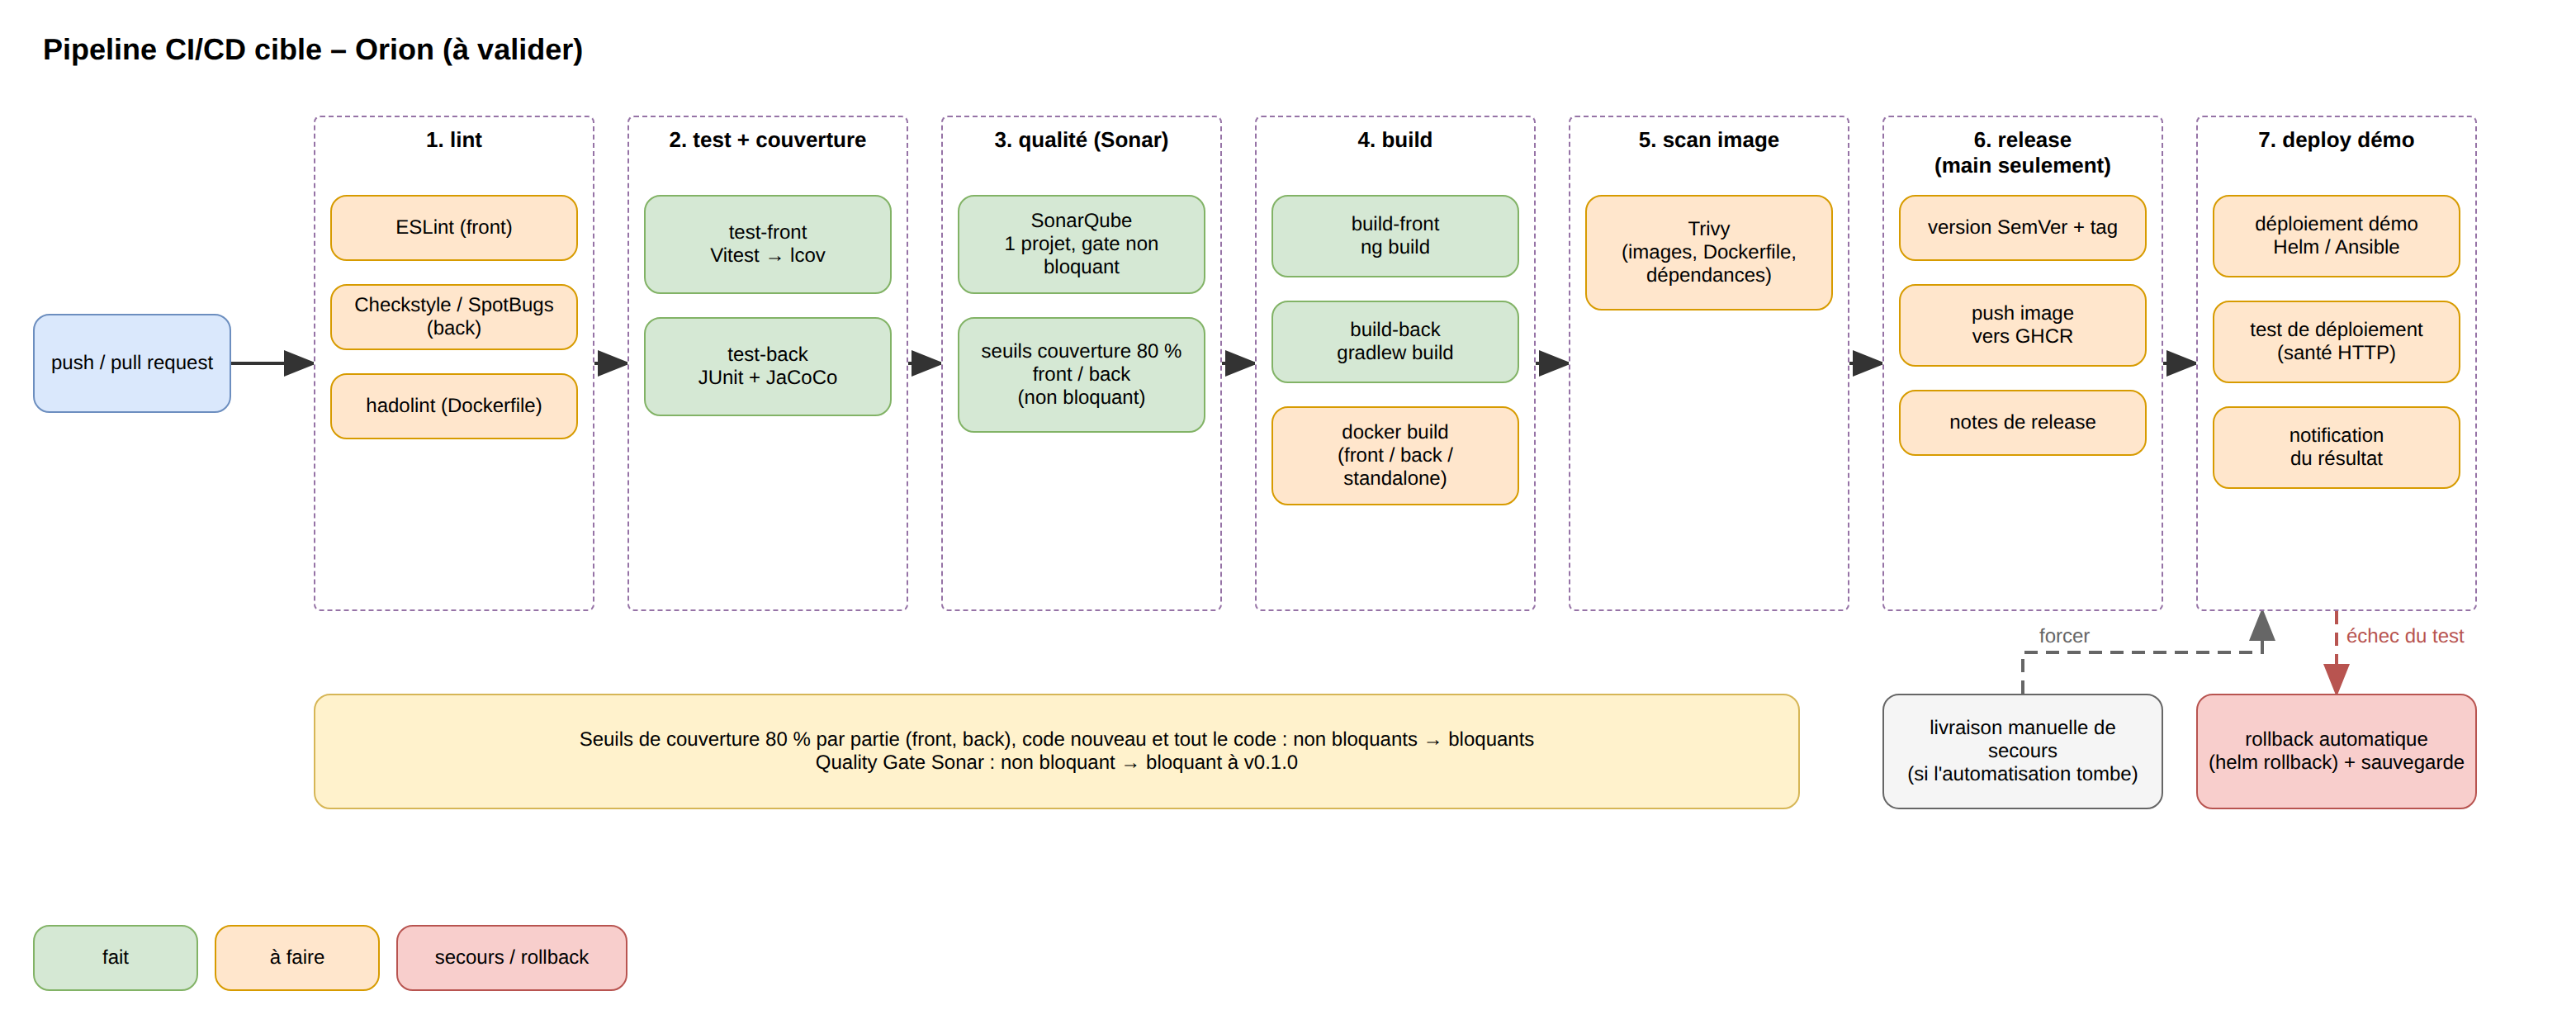 Pipeline CI/CD cible – Orion (à valider)
push / pull request
1. lint
ESLint (front)
Checkstyle / SpotBugs
(back)
hadolint (Dockerfile)
2. test + couverture
test-front
Vitest → lcov
test-back
JUnit + JaCoCo
3. qualité (Sonar)
SonarQube
1 projet, gate non
bloquant
seuils couverture 80 %
front / back
(non bloquant)
4. build
build-front
ng build
build-back
gradlew build
docker build
(front / back /
standalone)
5. scan image
Trivy
(images, Dockerfile,
dépendances)
6. release
(main seulement)
version SemVer + tag
push image
vers GHCR
notes de release
7. deploy démo
déploiement démo
Helm / Ansible
test de déploiement
(santé HTTP)
notification
du résultat
forcer
échec du test
Seuils de couverture 80 % par partie (front, back), code nouveau et tout le code : non bloquants → bloquants
Quality Gate Sonar : non bloquant → bloquant à v0.1.0
livraison manuelle de
secours
(si l'automatisation tombe)
rollback automatique
(helm rollback) + sauvegarde
fait
à faire
secours / rollback